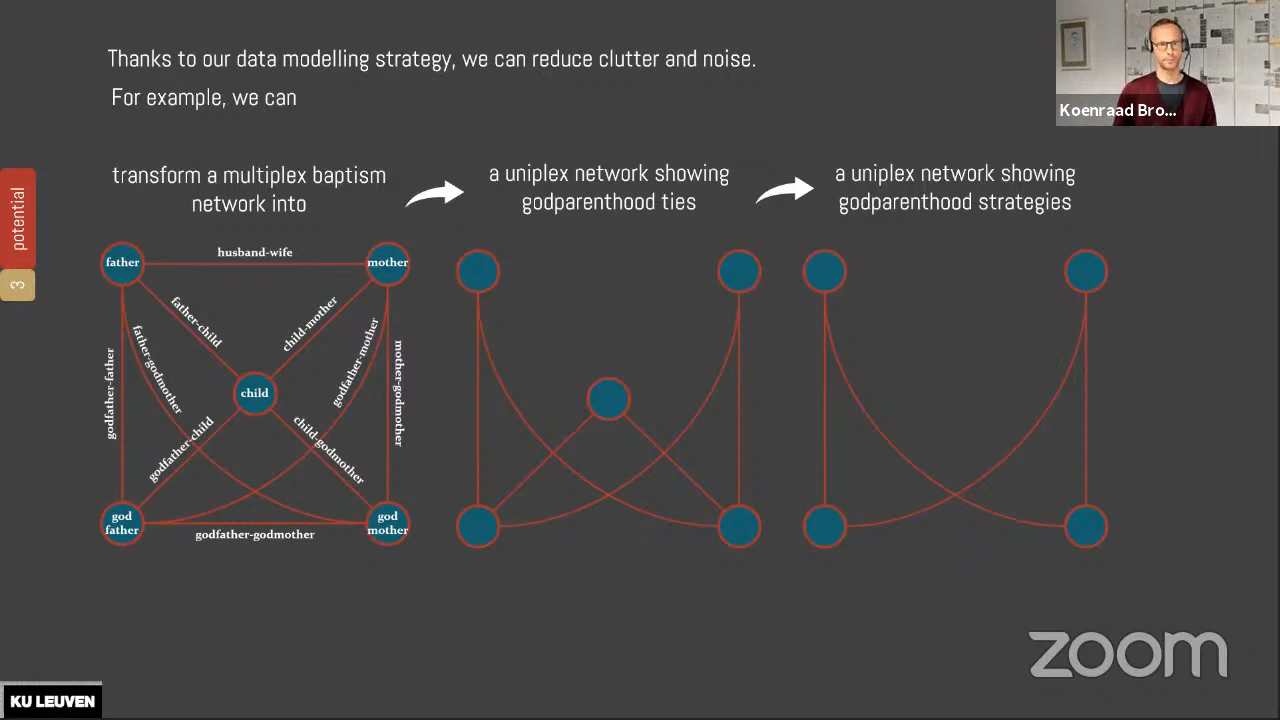 Thanks to our data modelling strategy, we can reduce clutter and noise.
For example, we can
Koenraad Bro...
potential
3
transform a multiplex baptism
network into
a uniplex network showing
godparenthood ties
a uniplex network showing
godparenthood strategies
father
husband-wife
mother
father-child
child-mother
godfather-father
father-godmother
godfather-mother
mother-godmother
child
godfather-child
child-godmother
god
father
god
mother
godfather-godmother
zoom
KU LEUVEN